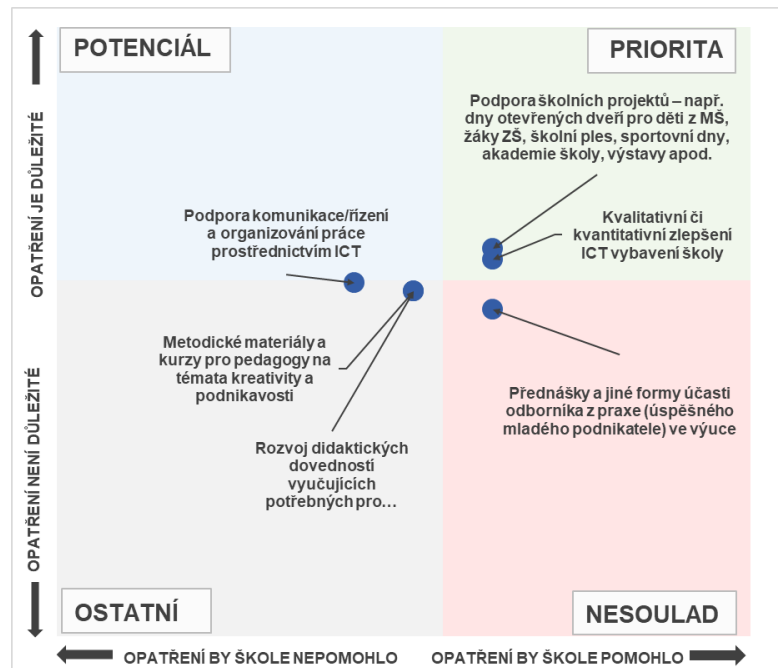 POTENCIÁL
PRIORITA
Podpora školních projektů – např.
dny otevřených dveří pro děti z MŠ,
žáky ZŠ, školní ples, sportovní dny,
akademie školy, výstavy apod.
Podpora komunikace/řízení
a organizování práce
prostřednictvím ICT
Kvalitativní či
kvantitativní zlepšení
ICT vybavení školy
OPATŘENÍ JE DŮLEŽITÉ
Metodické materiály a
kurzy pro pedagogy na
témata kreativity a
podnikavosti
Přednášky a jiné formy účasti
odborníka z praxe (úspěšného
mladého podnikatele) ve výuce
Rozvoj didaktických
dovedností
vyučujících
potřebných pro…
OPATŘENÍ NENÍ DŮLEŽITÉ
OSTATNÍ
NESOULAD
OPATŘENÍ BY ŠKOLE NEPOMOHLO
OPATŘENÍ BY ŠKOLE POMOHLO